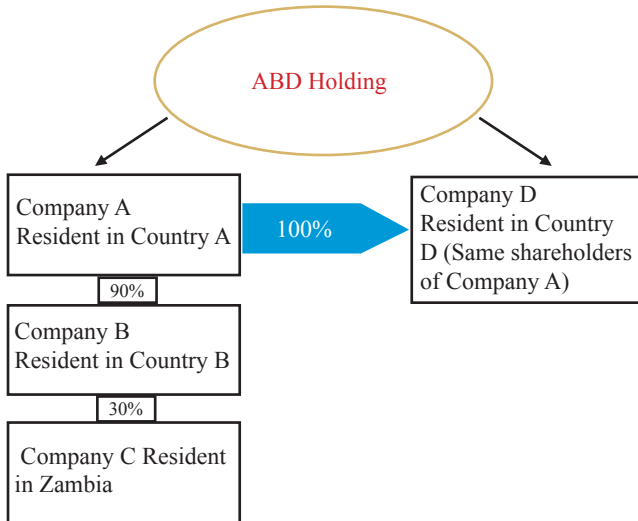 ABD Holding
Company A
Resident in Country A
100%
Company D
Resident in Country
D (Same shareholders
of Company A)
90%
Company B
Resident in Country B
30%
Company C Resident
in Zambia